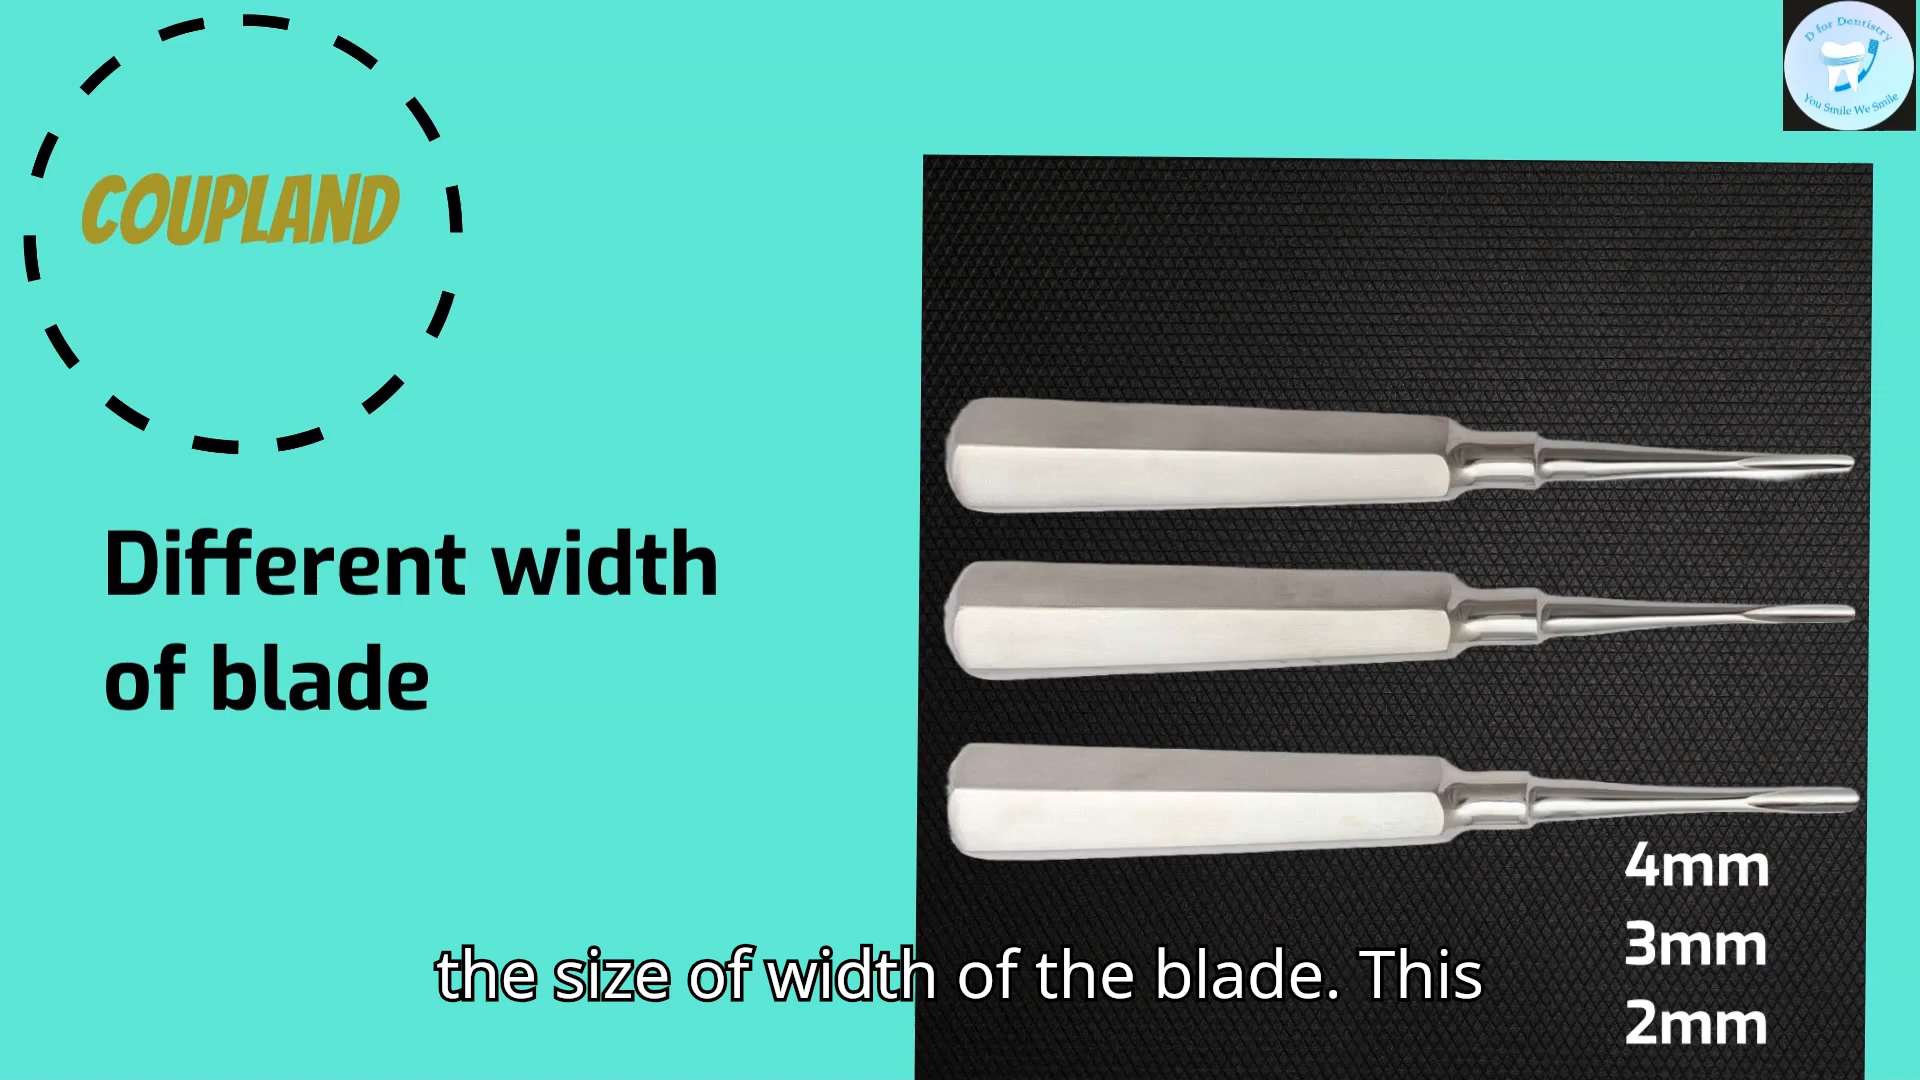 D for Dentistry
You Smile We Smile
COUPLAND
Different width
of blade
4mm
3mm
2mm
the size of width of the blade. This